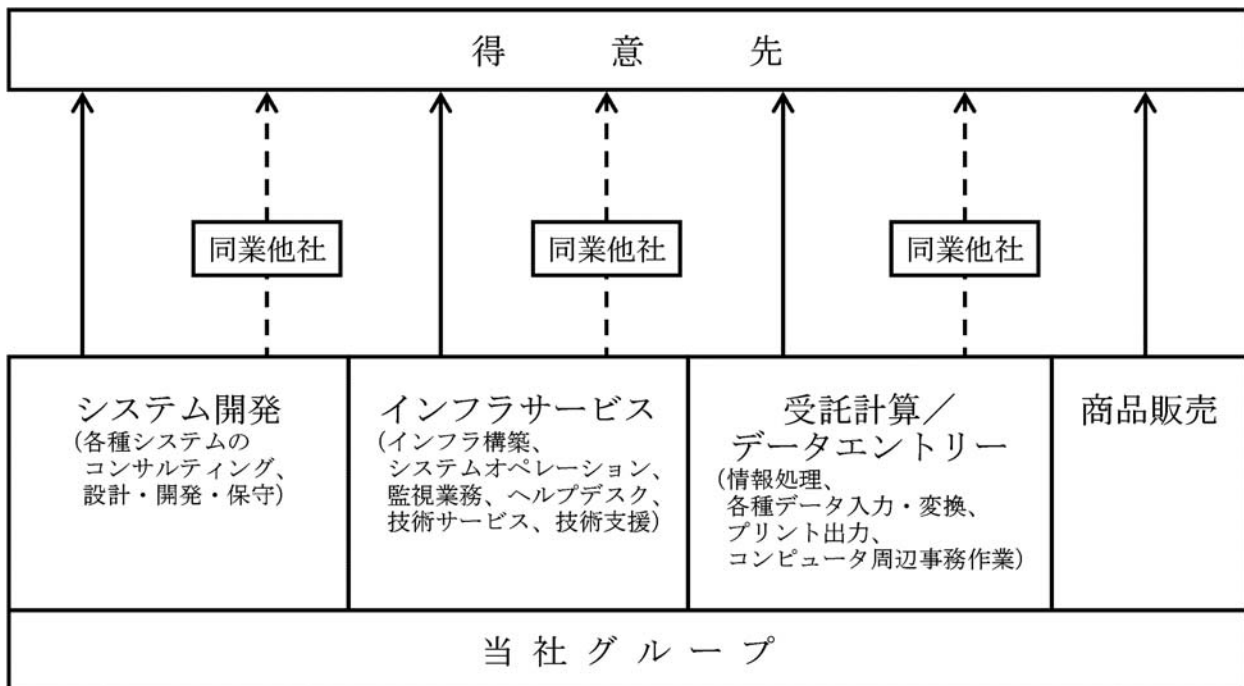 得意先
同業他社
同業他社
同業他社
システム開発
(各種システムの
コンサルティング、
設計・開発・保守)
インフラサービス
(インフラ構築、
システムオペレーション、
監視業務、ヘルプデスク、
技術サービス、技術支援)
受託計算／
データエントリー
(情報処理、
各種データ入力・変換、
プリント出力、
コンピュータ周辺事務作業)
商品販売
当社グループ